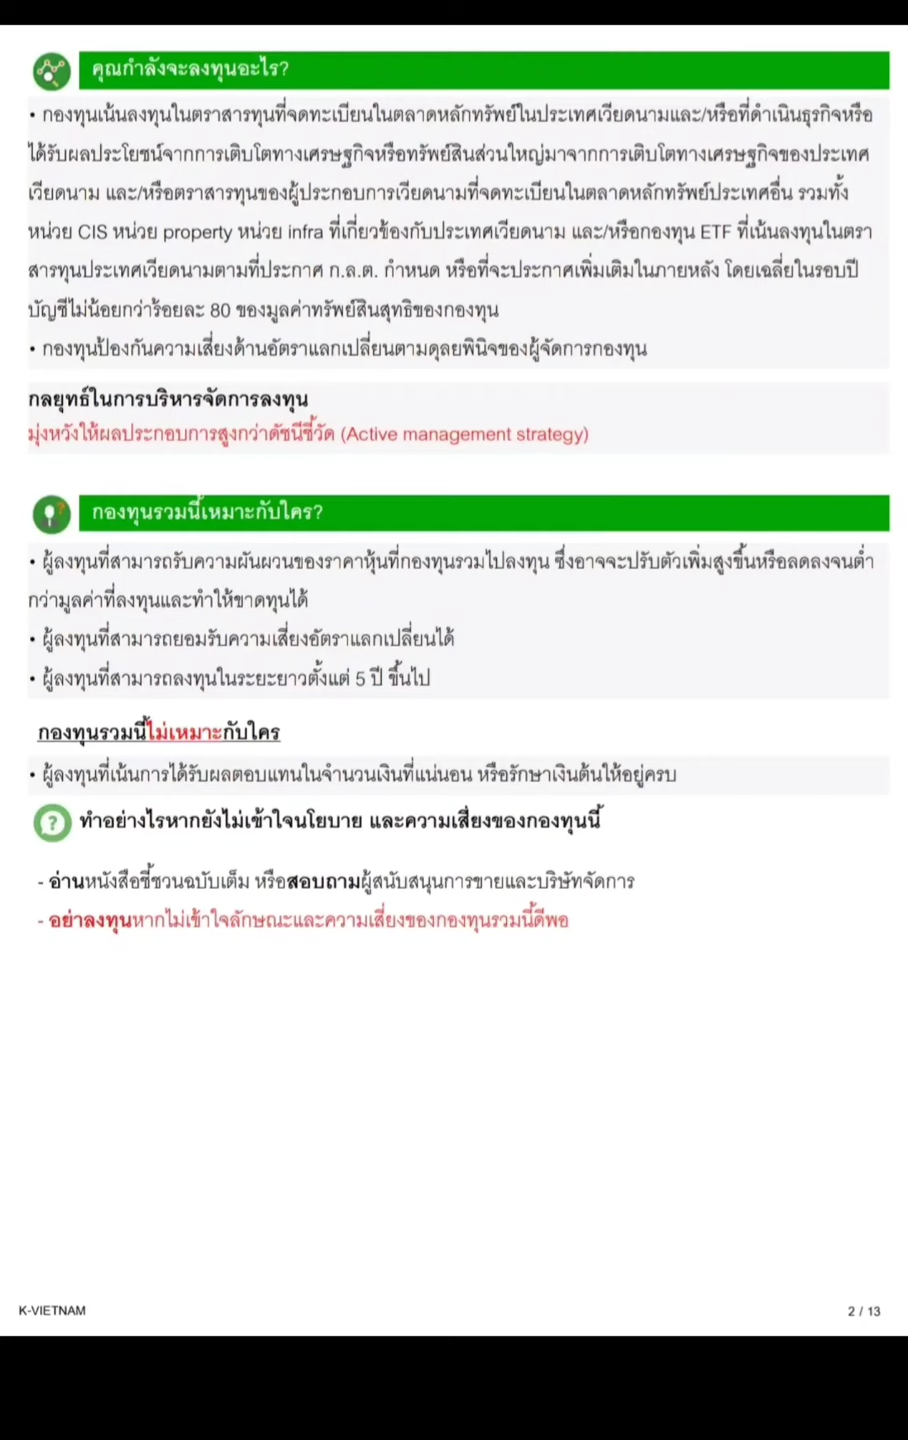 คุณกำลังจะลงทุนอะไร?
• กองทุนเน้นลงทุนในตราสารทุนที่จดทะเบียนในตลาดหลักทรัพย์ในประเทศเวียดนามและ/หรือที่ดำเนินธุรกิจหรือ
ได้รับผลประโยชน์จากการเติบโตทางเศรษฐกิจหรือทรัพย์สินส่วนใหญ่มาจากการเติบโตทางเศรษฐกิจของประเทศ
เวียดนาม และ/หรือตราสารทุนของผู้ประกอบการเวียดนามที่จดทะเบียนในตลาดหลักทรัพย์ประเทศอื่น รวมทั้ง
หน่วย CIS หน่วย property หน่วย infra ที่เกี่ยวข้องกับประเทศเวียดนาม และ/หรือกองทุน ETF ที่เน้นลงทุนในตรา
สารทุนประเทศเวียดนามตามที่ประกาศ ก.ล.ต. กำหนด หรือที่จะประกาศเพิ่มเติมในภายหลัง โดยเฉลี่ยในรอบปี
บัญชีไม่น้อยกว่าร้อยละ 80 ของมูลค่าทรัพย์สินสุทธิของกองทุน
• กองทุนป้องกันความเสี่ยงด้านอัตราแลกเปลี่ยนตามดุลยพินิจของผู้จัดการกองทุน
กลยุทธ์ในการบริหารจัดการลงทุน
มุ่งหวังให้ผลประกอบการสูงกว่าดัชนีชี้วัด (Active management strategy)
กองทุนรวมนี้เหมาะกับใคร?
• ผู้ลงทุนที่สามารถรับความผันผวนของราคาหุ้นที่กองทุนรวมไปลงทุน ซึ่งอาจจะปรับตัวเพิ่มสูงขึ้นหรือลดลงจนต่ำ
กว่ามูลค่าที่ลงทุนและทำให้ขาดทุนได้
• ผู้ลงทุนที่สามารถยอมรับความเสี่ยงอัตราแลกเปลี่ยนได้
• ผู้ลงทุนที่สามารถลงทุนในระยะยาวตั้งแต่ 5 ปี ขึ้นไป
กองทุนรวมนี้ไม่เหมาะกับใคร
• ผู้ลงทุนที่เน้นการได้รับผลตอบแทนในจำนวนเงินที่แน่นอน หรือรักษาเงินต้นให้อยู่ครบ
? ทำอย่างไรหากยังไม่เข้าใจนโยบาย และความเสี่ยงของกองทุนนี้
- อ่านหนังสือชี้ชวนฉบับเต็ม หรือสอบถามผู้สนับสนุนการขายและบริษัทจัดการ
- อย่าลงทุนหากไม่เข้าใจลักษณะและความเสี่ยงของกองทุนรวมนี้ดีพอ
K-VIETNAM
2 / 13